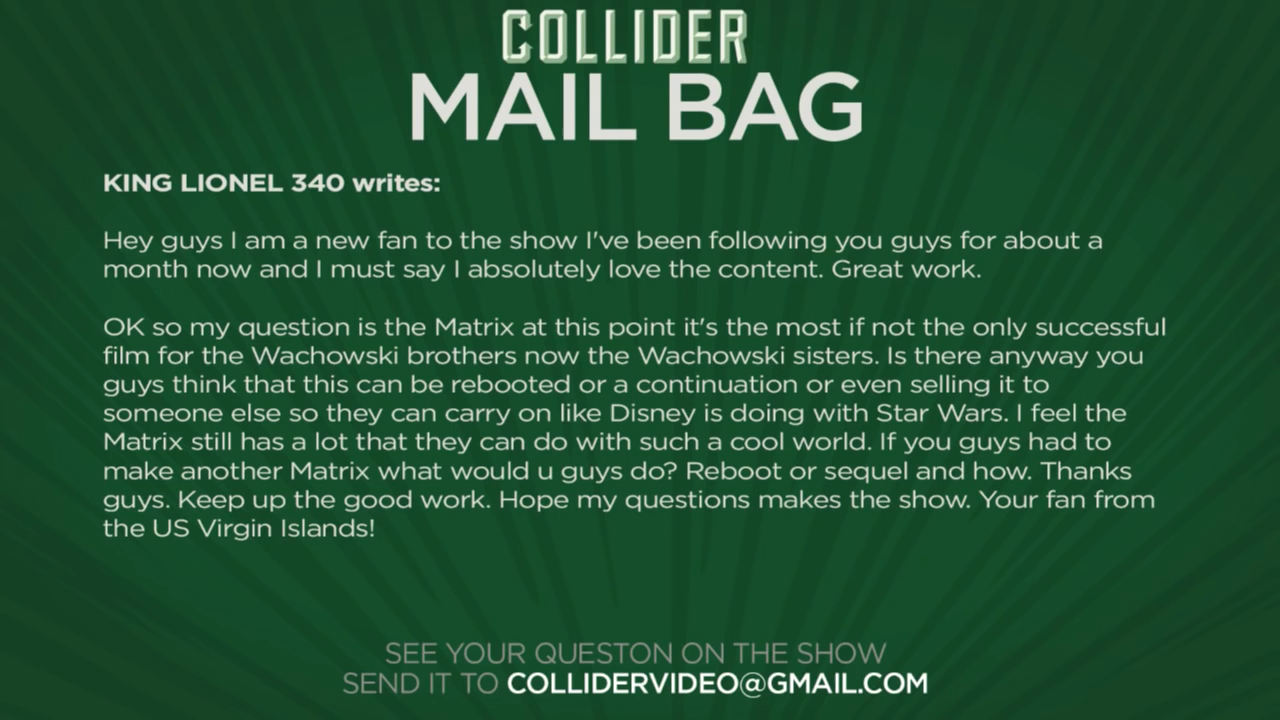 COLLIDER
MAIL BAG
KING LIONEL 340 writes:
Hey guys I am a new fan to the show I've been following you guys for about a
month now and I must say I absolutely love the content. Great work.
OK so my question is the Matrix at this point it's the most if not the only successful
film for the Wachowski brothers now the Wachowski sisters. Is there anyway you
guys think that this can be rebooted or a continuation or even selling it to
someone else so they can carry on like Disney is doing with Star Wars. I feel the
Matrix still has a lot that they can do with such a cool world. If you guys had to
make another Matrix what would u guys do? Reboot or sequel and how. Thanks
guys. Keep up the good work. Hope my questions makes the show. Your fan from
the US Virgin Islands!
SEE YOUR QUESTON ON THE SHOW
SEND IT TO COLLIDERVIDEO@GMAIL.COM